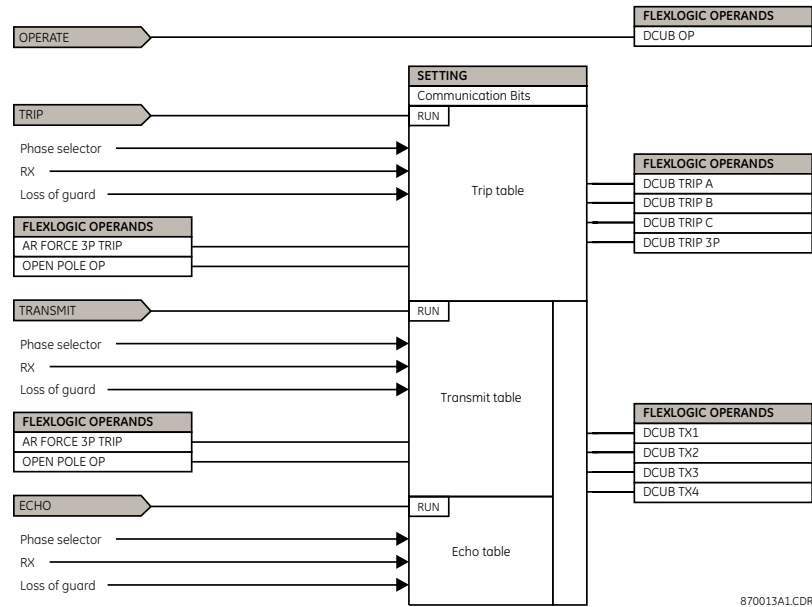 FLEXLOGIC OPERANDS
OPERATE
DCUB OP
SETTING
Communication Bits
TRIP
RUN
Phase selector
RX
Loss of guard
Trip table
FLEXLOGIC OPERANDS
DCUB TRIP A
DCUB TRIP B
DCUB TRIP C
DCUB TRIP 3P
FLEXLOGIC OPERANDS
AR FORCE 3P TRIP
OPEN POLE OP
TRANSMIT
RUN
Phase selector
RX
Loss of guard
Transmit table
FLEXLOGIC OPERANDS
AR FORCE 3P TRIP
OPEN POLE OP
FLEXLOGIC OPERANDS
DCUB TX1
DCUB TX2
DCUB TX3
DCUB TX4
ECHO
RUN
Phase selector
RX
Loss of guard
Echo table
870013A1.CDR